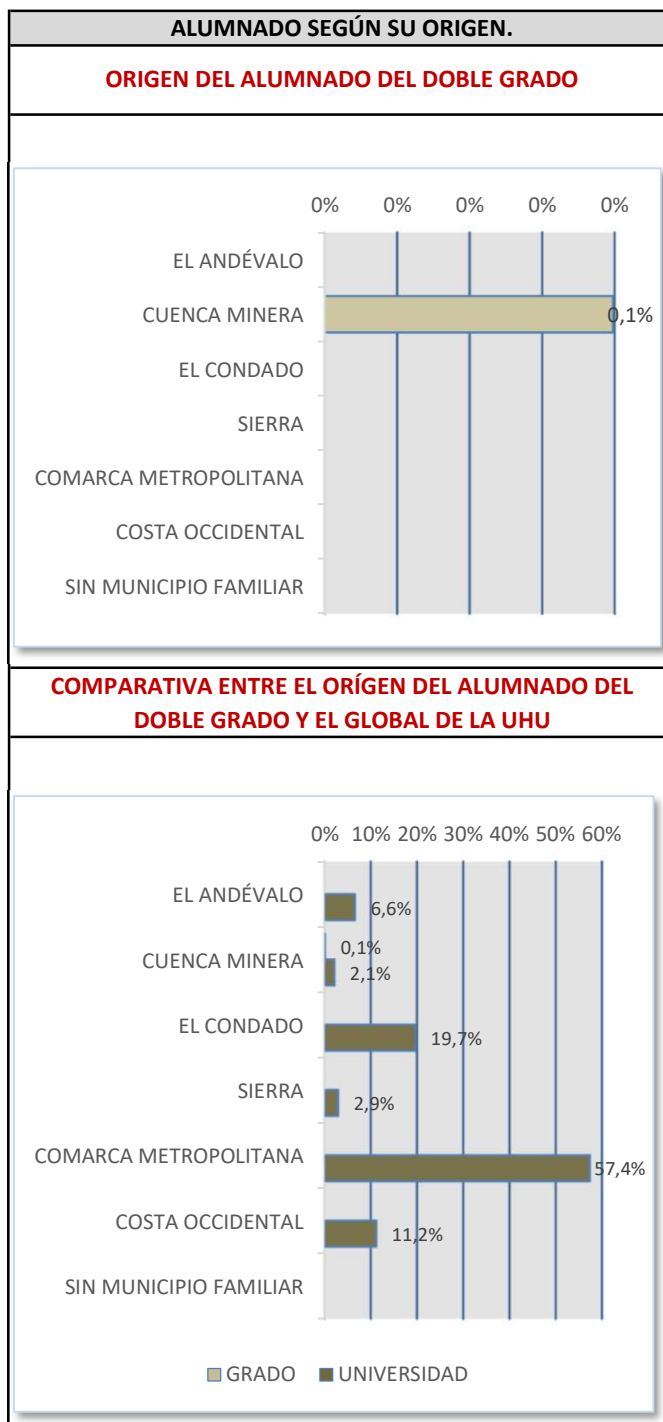 ALUMNADO SEGÚN SU ORIGEN.
ORIGEN DEL ALUMNADO DEL DOBLE GRADO
0% 0% 0% 0% 0%
EL ANDÉVALO
CUENCA MINERA 0,1%
EL CONDADO
SIERRA
COMARCA METROPOLITANA
COSTA OCCIDENTAL
SIN MUNICIPIO FAMILIAR
COMPARATIVA ENTRE EL ORÍGEN DEL ALUMNADO DEL
DOBLE GRADO Y EL GLOBAL DE LA UHU
0% 10% 20% 30% 40% 50% 60%
EL ANDÉVALO 6,6%
0,1%
CUENCA MINERA 2,1%
EL CONDADO 19,7%
SIERRA 2,9%
COMARCA METROPOLITANA 57,4%
COSTA OCCIDENTAL 11,2%
SIN MUNICIPIO FAMILIAR
GRADO UNIVERSIDAD